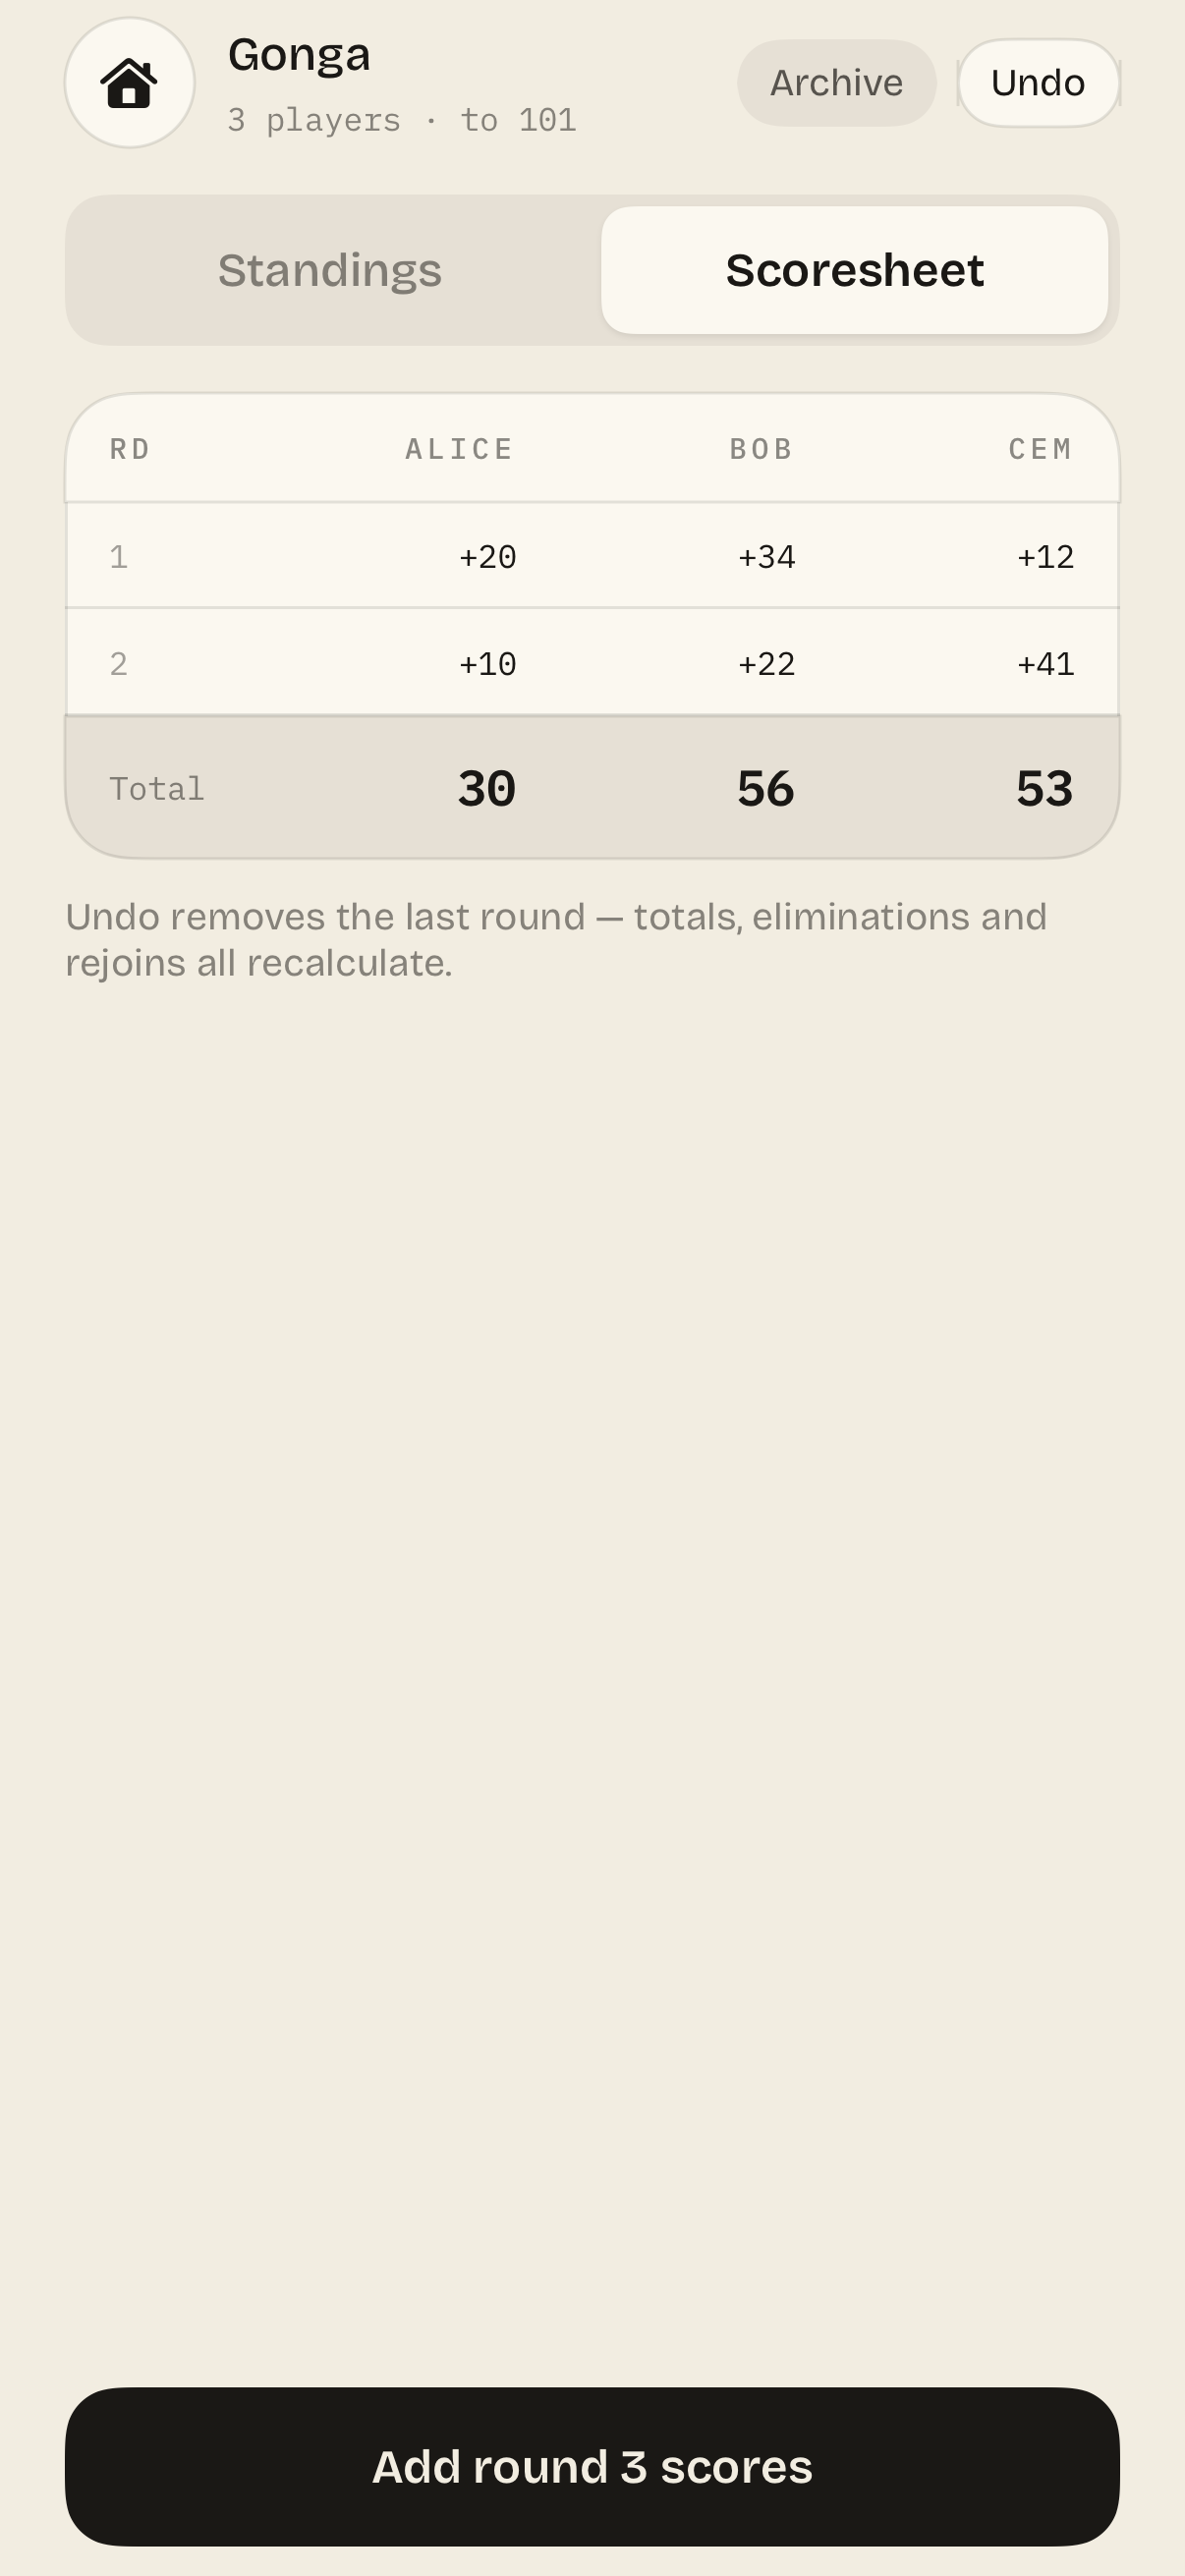 Gonga
3 players · to 101
Archive
Undo
Standings
Scoresheet
RD ALICE BOB CEM
1 +20 +34 +12
2 +10 +22 +41
Total 30 56 53
Undo removes the last round — totals, eliminations and
rejoins all recalculate.
Add round 3 scores